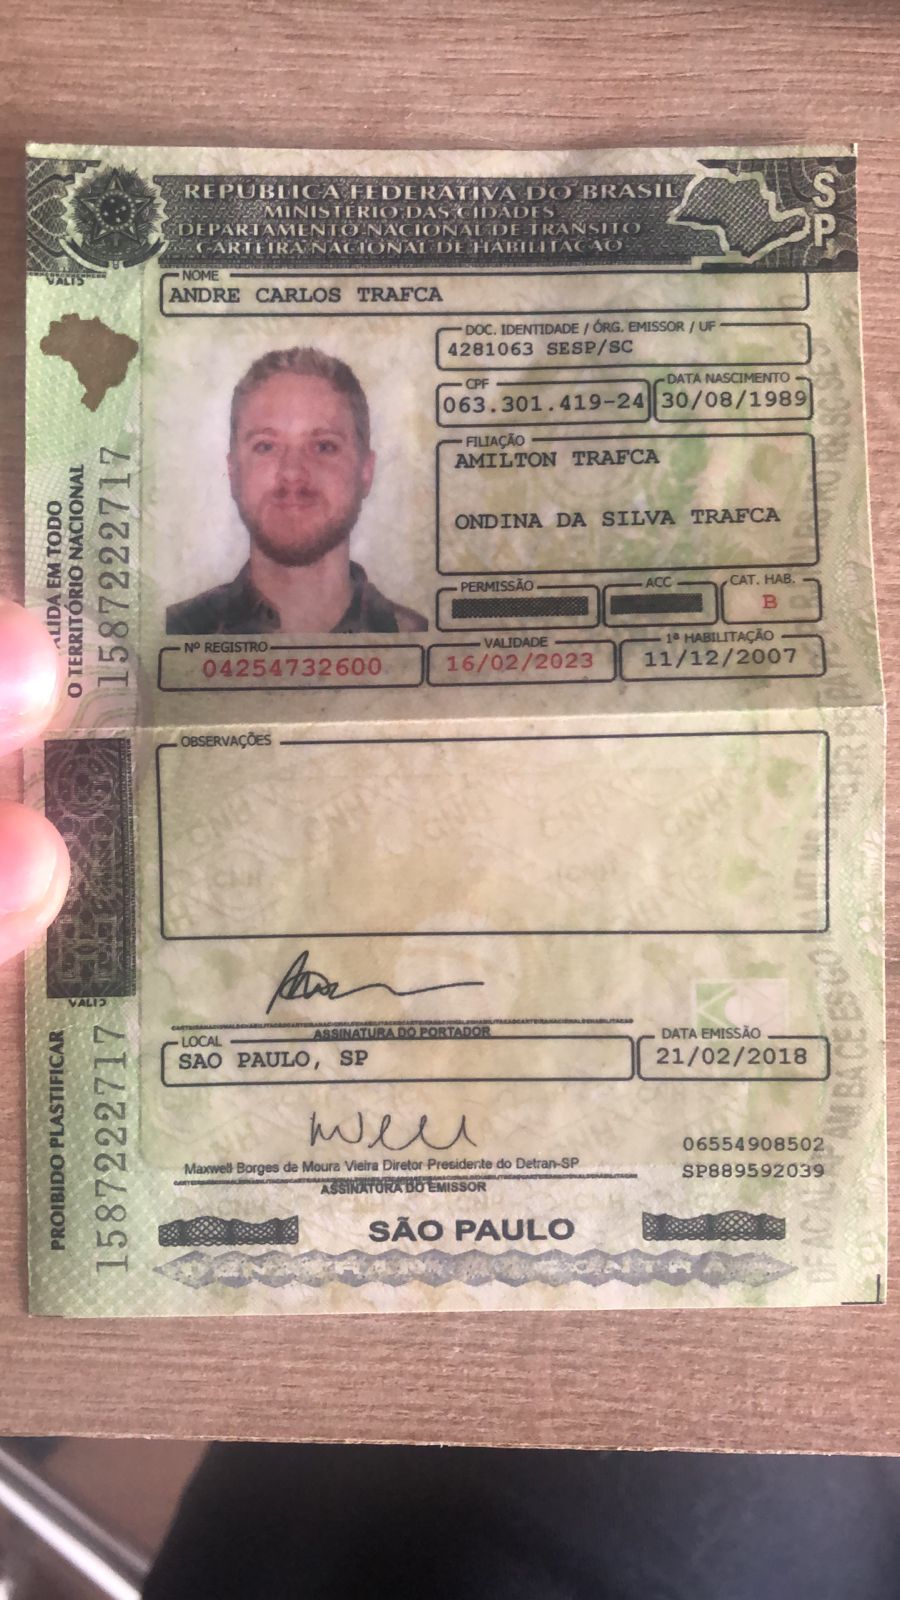 REPÚBLICA FEDERATIVA DO BRASIL
MINISTÉRIO DAS CIDADES
DEPARTAMENTO NACIONAL DE TRÂNSITO
CARTEIRA NACIONAL DE HABILITAÇÃO
SP
NOME
ANDRE CARLOS TRAFCA
DOC. IDENTIDADE / ÓRG. EMISSOR / UF
4281063 SESP/SC
CPF
063.301.419-24
DATA NASCIMENTO
30/08/1989
FILIAÇÃO
AMILTON TRAFCA
ONDINA DA SILVA TRAFCA
PERMISSÃO
ACC
CAT. HAB.
B
Nº REGISTRO
04254732600
VALIDADE
16/02/2023
1ª HABILITAÇÃO
11/12/2007
VÁLIDA EM TODO
O TERRITÓRIO NACIONAL
1587222717
OBSERVAÇÕES
ASSINATURA DO PORTADOR
LOCAL
SAO PAULO, SP
DATA EMISSÃO
21/02/2018
Maxwell Borges de Moura Vieira Diretor Presidente do Detran-SP
ASSINATURA DO EMISSOR
06554908502
SP889592039
SÃO PAULO
PROIBIDO PLASTIFICAR
1587222717